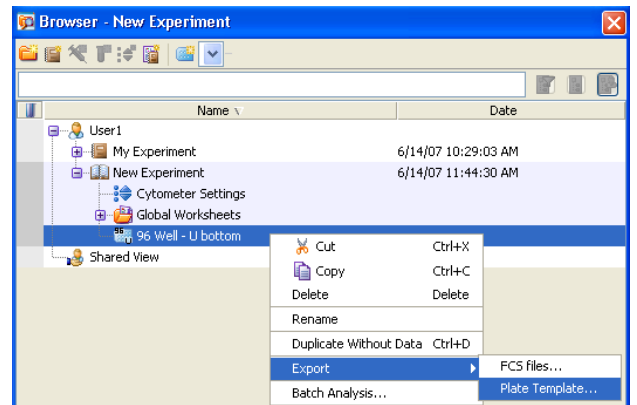 Browser - New Experiment
Name Date
User1
My Experiment 6/14/07 10:29:03 AM
New Experiment 6/14/07 11:44:30 AM
Cytometer Settings
Global Worksheets
96 96 Well - U bottom
Shared View
Cut Ctrl+X
Copy Ctrl+C
Delete Delete
Rename
Duplicate Without Data Ctrl+D
Export
FCS files...
Plate Template...
Batch Analysis...